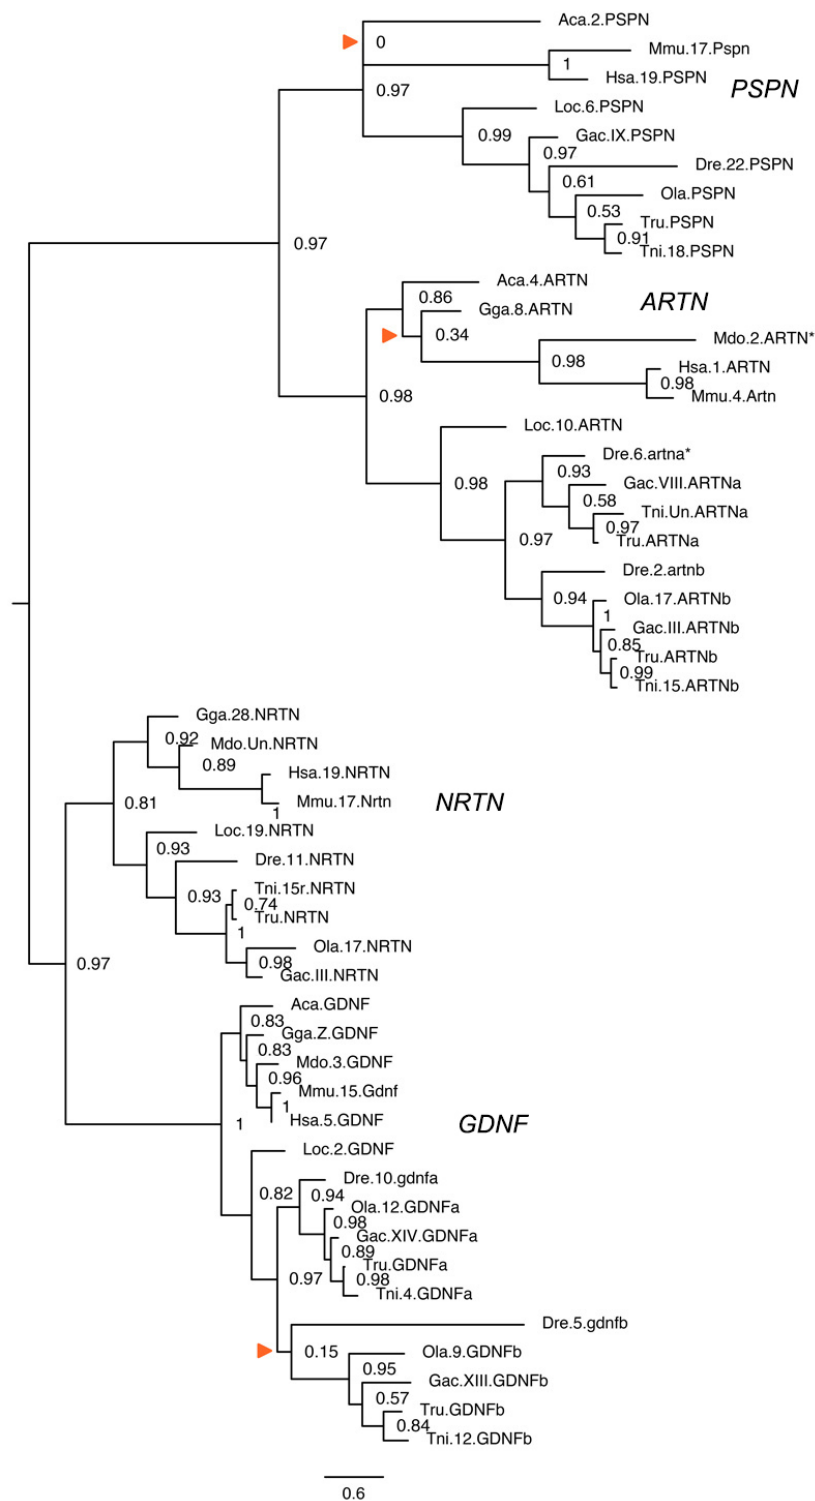 Aca.2.PSPN
0
Mmu.17.Pspn
1
Hsa.19.PSPN
PSPN
0.97
Loc.6.PSPN
0.99
Gac.IX.PSPN
0.97
Dre.22.PSPN
0.61
Ola.PSPN
0.53
Tru.PSPN
0.91
Tni.18.PSPN
0.97
Aca.4.ARTN
0.86
ARTN
Gga.8.ARTN
0.34
Mdo.2.ARTN*
0.98
Hsa.1.ARTN
0.98
Mmu.4.Artn
0.98
Loc.10.ARTN
Dre.6.artna*
0.93
0.98
Gac.VIII.ARTNa
0.58
Tni.Un.ARTNa
0.97
Tru.ARTNa
0.97
Dre.2.artnb
0.94
Ola.17.ARTNb
1
Gac.III.ARTNb
0.85
Tru.ARTNb
0.99
Tni.15.ARTNb
Gga.28.NRTN
0.92
Mdo.Un.NRTN
0.89
Hsa.19.NRTN
Mmu.17.Nrtn
0.81
NRTN
1
Loc.19.NRTN
0.93
Dre.11.NRTN
Tni.15r.NRTN
0.93
0.74
Tru.NRTN
1
Ola.17.NRTN
0.98
0.97
Gac.III.NRTN
Aca.GDNF
0.83
Gga.Z.GDNF
0.83
Mdo.3.GDNF
0.96
Mmu.15.Gdnf
1
Hsa.5.GDNF
1
GDNF
Loc.2.GDNF
Dre.10.gdnfa
0.82
0.94
Ola.12.GDNFa
0.98
Gac.XIV.GDNFa
0.89
Tru.GDNFa
0.97
0.98
Tni.4.GDNFa
Dre.5.gdnfb
0.15
Ola.9.GDNFb
0.95
Gac.XIII.GDNFb
0.57
Tru.GDNFb
0.84
Tni.12.GDNFb
0.6